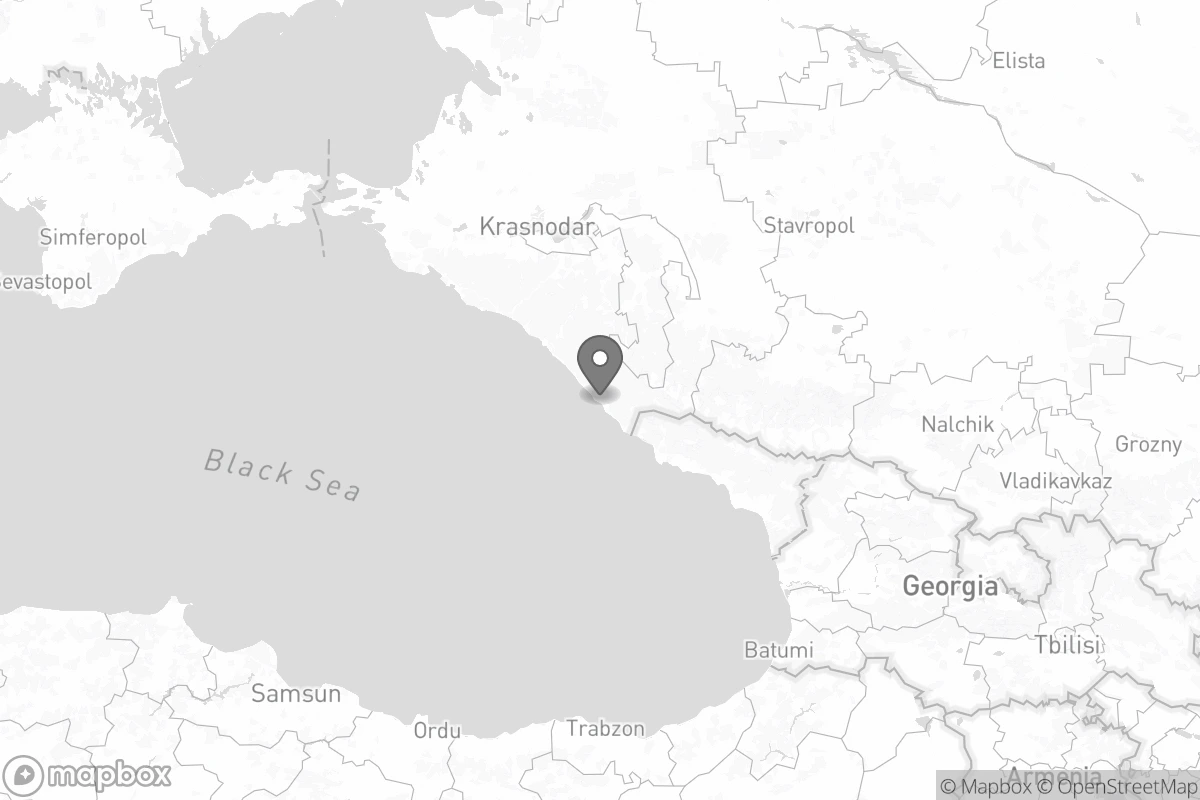 Elista
Krasnodar
Stavropol
Simferopol
Sevastopol
Nalchik
Grozny
Black Sea
Vladikavkaz
Georgia
Tbilisi
Batumi
Samsun
Ordu
Trabzon
Armenia
mapbox
© Mapbox © OpenStreetMap